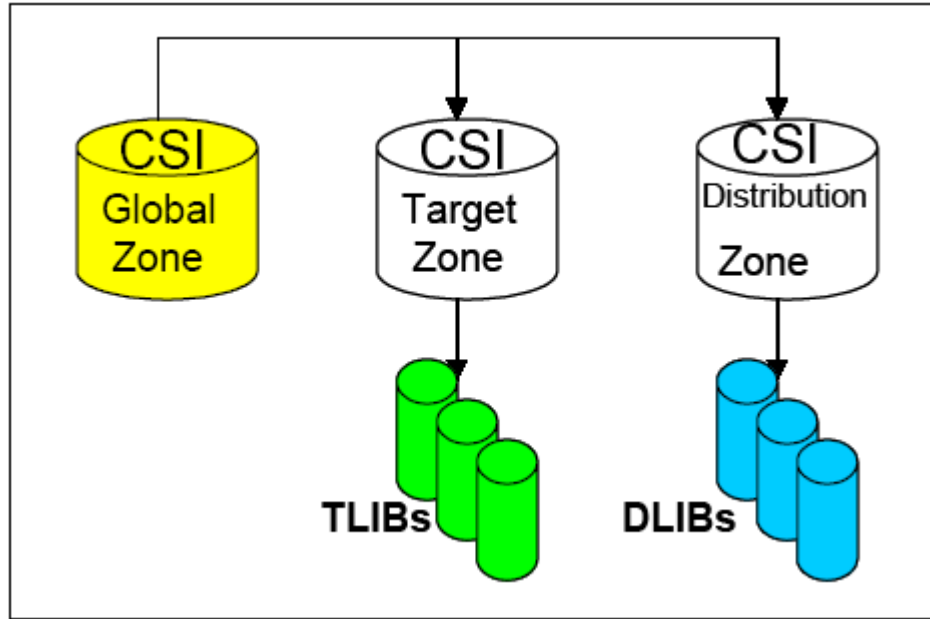 CSI
Global
Zone
CSI
Target
Zone
CSI
Distribution
Zone
TLIBs
DLIBs